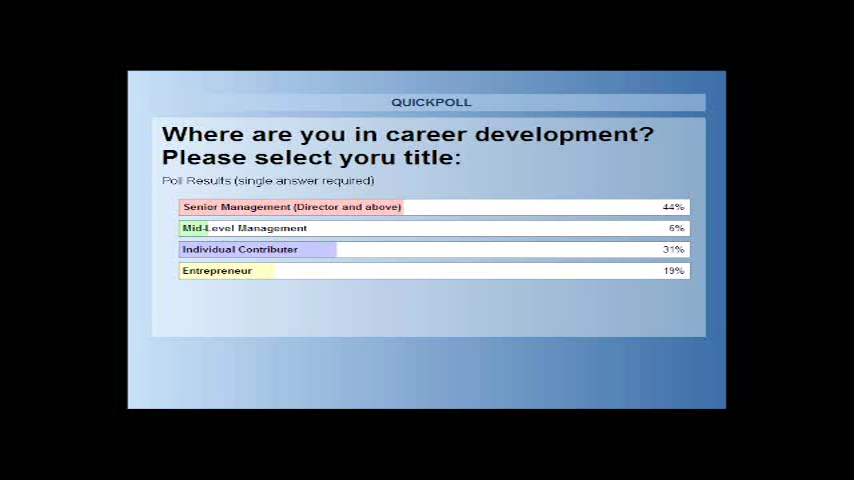 QUICKPOLL
Where are you in career development?
Please select yoru title:
Poll Results (single answer required)
Senior Management (Director and above) 44%
Mid-Level Management 6%
Individual Contributer 31%
Entrepreneur 19%